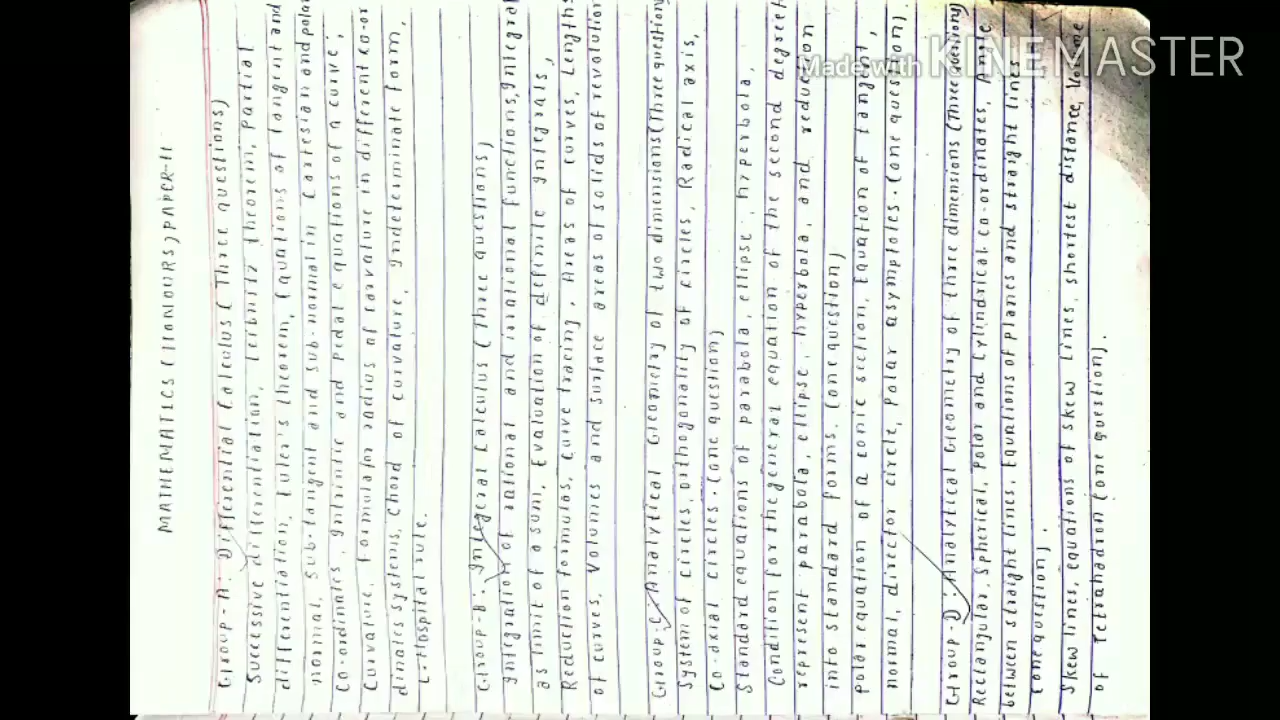 MATHEMATICS (HONOURS) PAPER-II
Group-A: Differential Calculus (Three questions)
Successive differentiation, Leibnitz theorem, Partial
differentiation, Euler's theorem, Equations of Tangent and
normal, Sub-tangent and Sub-normal in Cartesian and polar
Co-ordinates, Intrinsic and Pedal equations of a curve,
Curvature, Formula for radius of curvature in different co-or
dinates systems, Chord of curvature, Indeterminate form,
L-Hospital rule.
Group-B: Integeral Calculus (Three questions)
Integration of rational and irrational functions, Integral
as limit of a sum, Evaluation of definite Integrals,
Reduction formulas, Curve tracing, Areas of curves, Lengths
of curves, Volumes and surface areas of solids of revolution
Group-C: Analytical Geometry of two dimensions (Three question
System of circles, orthogonality of circles, Radical axis,
Co-axial circles. (one question)
Standard equations of parabola, ellipse, hyperbola,
Condition for the general equation of the second degree t
represent parabola, ellipse, hyperbola, and reduction
into standard forms. (one question)
polar equation of a conic section, Equation of tangent,
normal, director circle, polar asymptoles. (one question).
Group-D: Analytical Geometry of three dimensions (Three questions)
Rectangular, Spherical, Polar and Cylindrical co-ordinates, Angle
between straight lines, Equations of Planes and straight lines
(one question).
Skew lines, equations of skew lines, shortest distance, volume
of Tetrahadron (one question).
Made with KINEMASTER